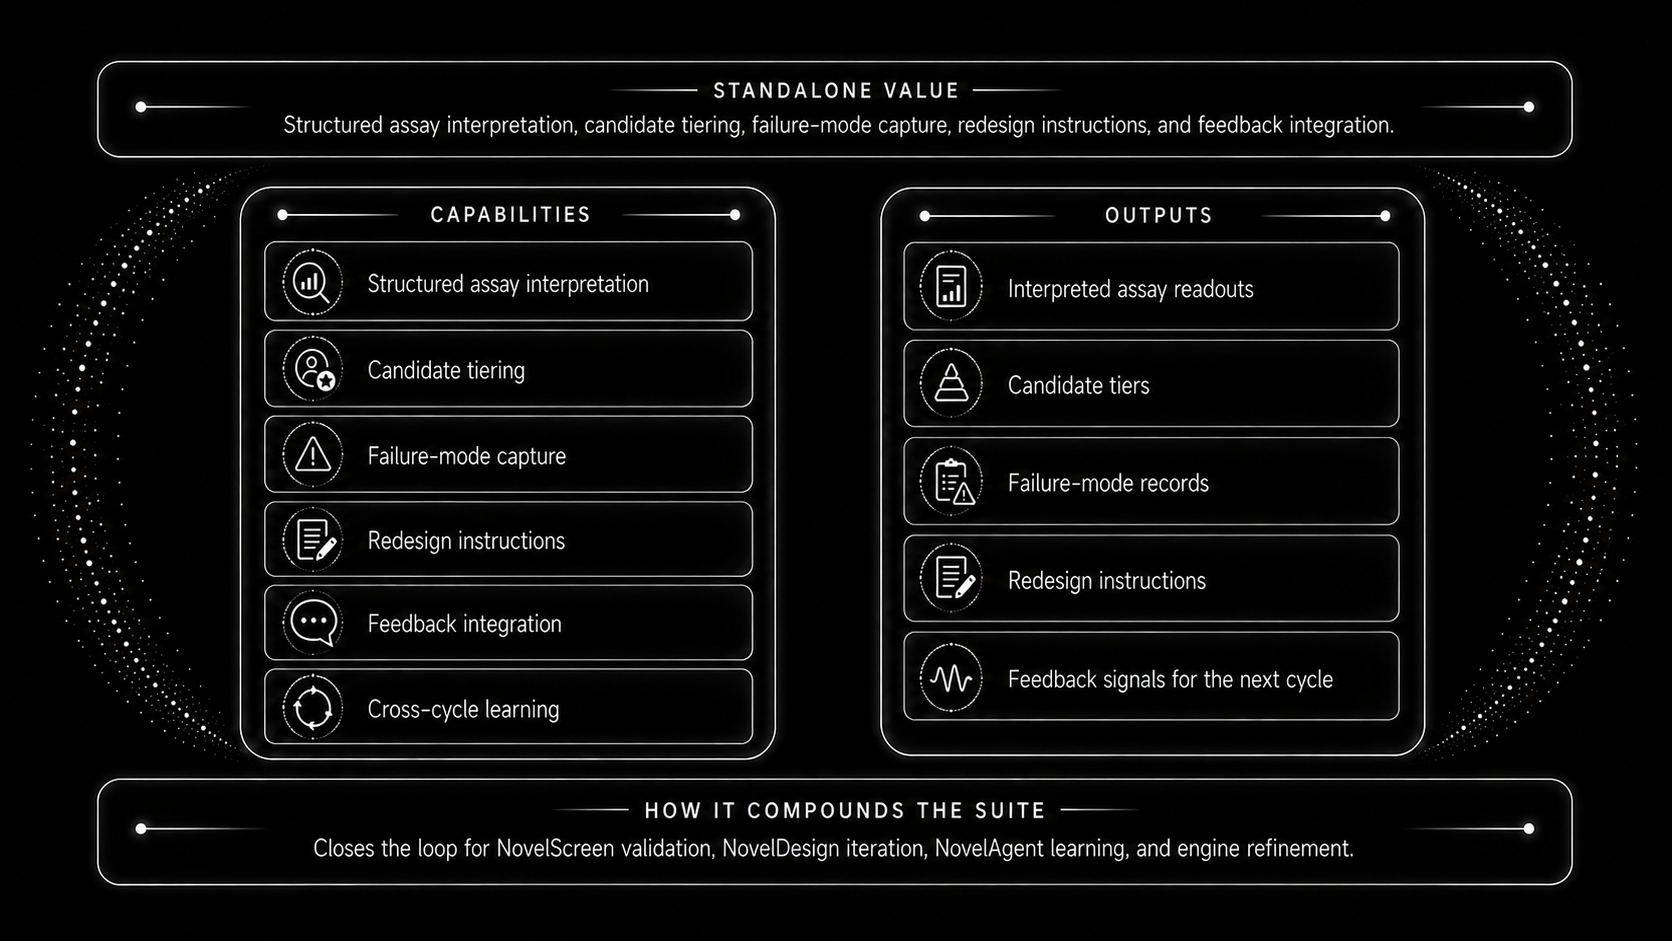 STANDALONE VALUE
Structured assay interpretation, candidate tiering, failure-mode capture, redesign instructions, and feedback integration.
CAPABILITIES
Structured assay interpretation
Candidate tiering
Failure-mode capture
Redesign instructions
Feedback integration
Cross-cycle learning
OUTPUTS
Interpreted assay readouts
Candidate tiers
Failure-mode records
Redesign instructions
Feedback signals for the next cycle
HOW IT COMPOUNDS THE SUITE
Closes the loop for NovelScreen validation, NovelDesign iteration, NovelAgent learning, and engine refinement.